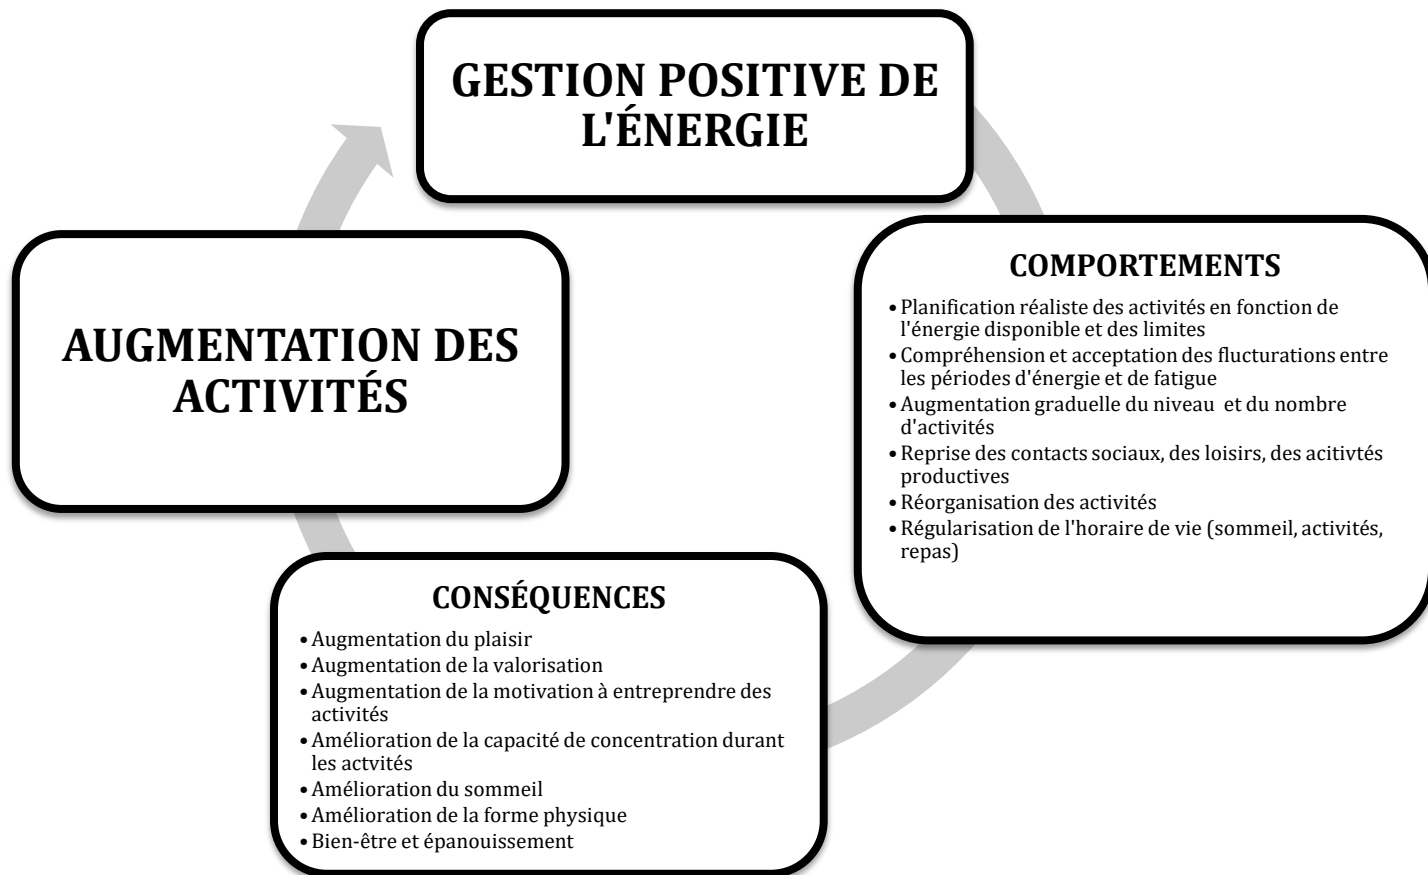 GESTION POSITIVE DE
L'ÉNERGIE
COMPORTEMENTS
• Planification réaliste des activités en fonction de
l'énergie disponible et des limites
• Compréhension et acceptation des flucturations entre
les périodes d'énergie et de fatigue
• Augmentation graduelle du niveau et du nombre
d'activités
• Reprise des contacts sociaux, des loisirs, des acitivtés
productives
• Réorganisation des activités
• Régularisation de l'horaire de vie (sommeil, activités,
repas)
CONSÉQUENCES
• Augmentation du plaisir
• Augmentation de la valorisation
• Augmentation de la motivation à entreprendre des
activités
• Amélioration de la capacité de concentration durant
les actvités
• Amélioration du sommeil
• Amélioration de la forme physique
• Bien-être et épanouissement
AUGMENTATION DES
ACTIVITÉS